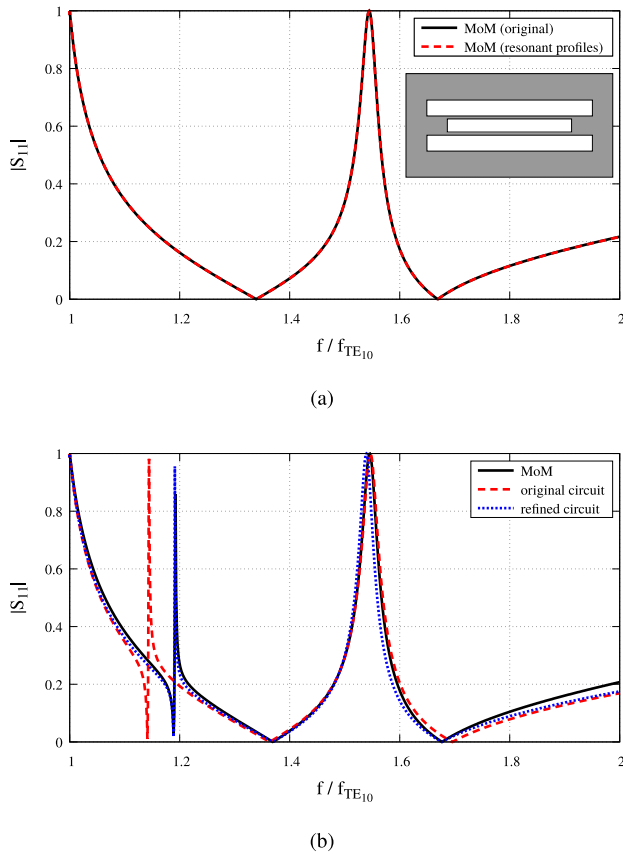 1
0.8
0.6
0.4
0.2
0
|S11|
MoM (original)
MoM (resonant profiles)
1
1.2
1.4
1.6
1.8
2
f / fTE10
(a)
1
0.8
0.6
0.4
0.2
0
|S11|
MoM
original circuit
refined circuit
1
1.2
1.4
1.6
1.8
2
f / fTE10
(b)